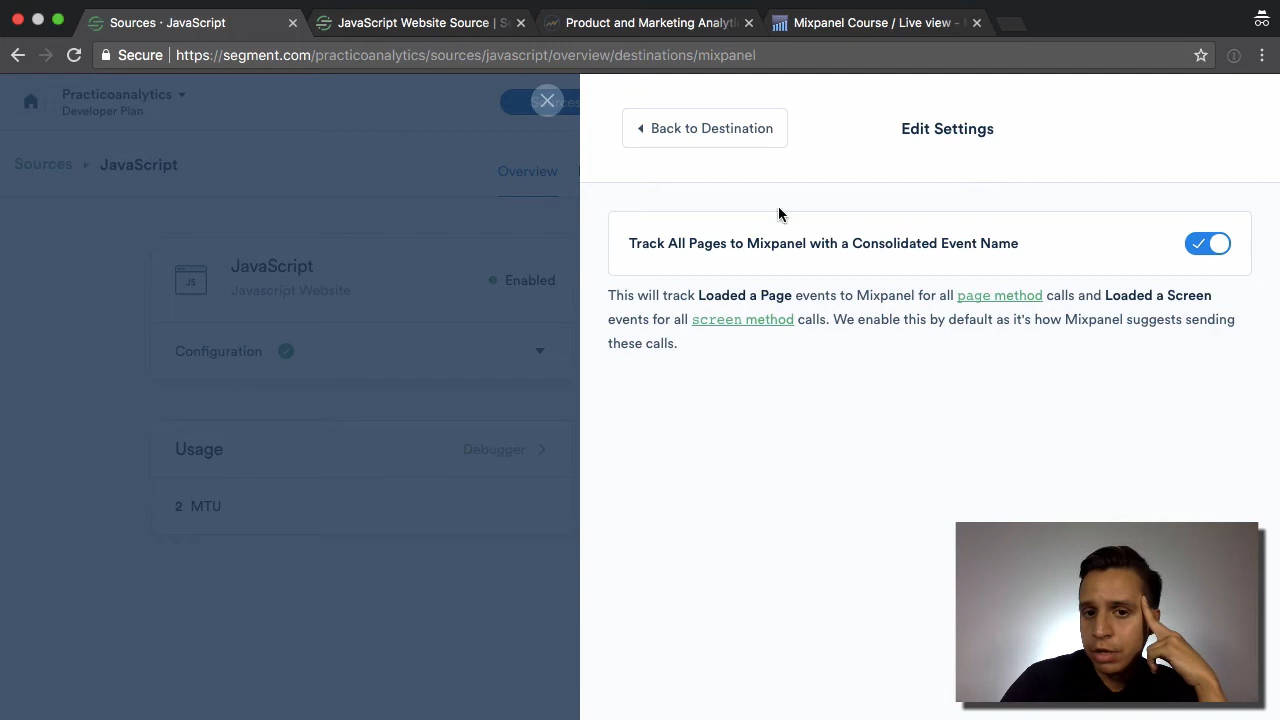 Sources · JavaScript
JavaScript Website Source | S
Product and Marketing Analyti
Mixpanel Course / Live view -
Secure
https://segment.com/practicoanalytics/sources/javascript/overview/destinations/mixpanel
Practicoanalytics
Developer Plan
Sources
Back to Destination
Edit Settings
Sources
JavaScript
Overview
Track All Pages to Mixpanel with a Consolidated Event Name
This will track Loaded a Page events to Mixpanel for all page method calls and Loaded a Screen
events for all screen method calls. We enable this by default as it's how Mixpanel suggests sending
these calls.
JS
JavaScript
Javascript Website
Enabled
Configuration
Usage
Debugger
2 MTU